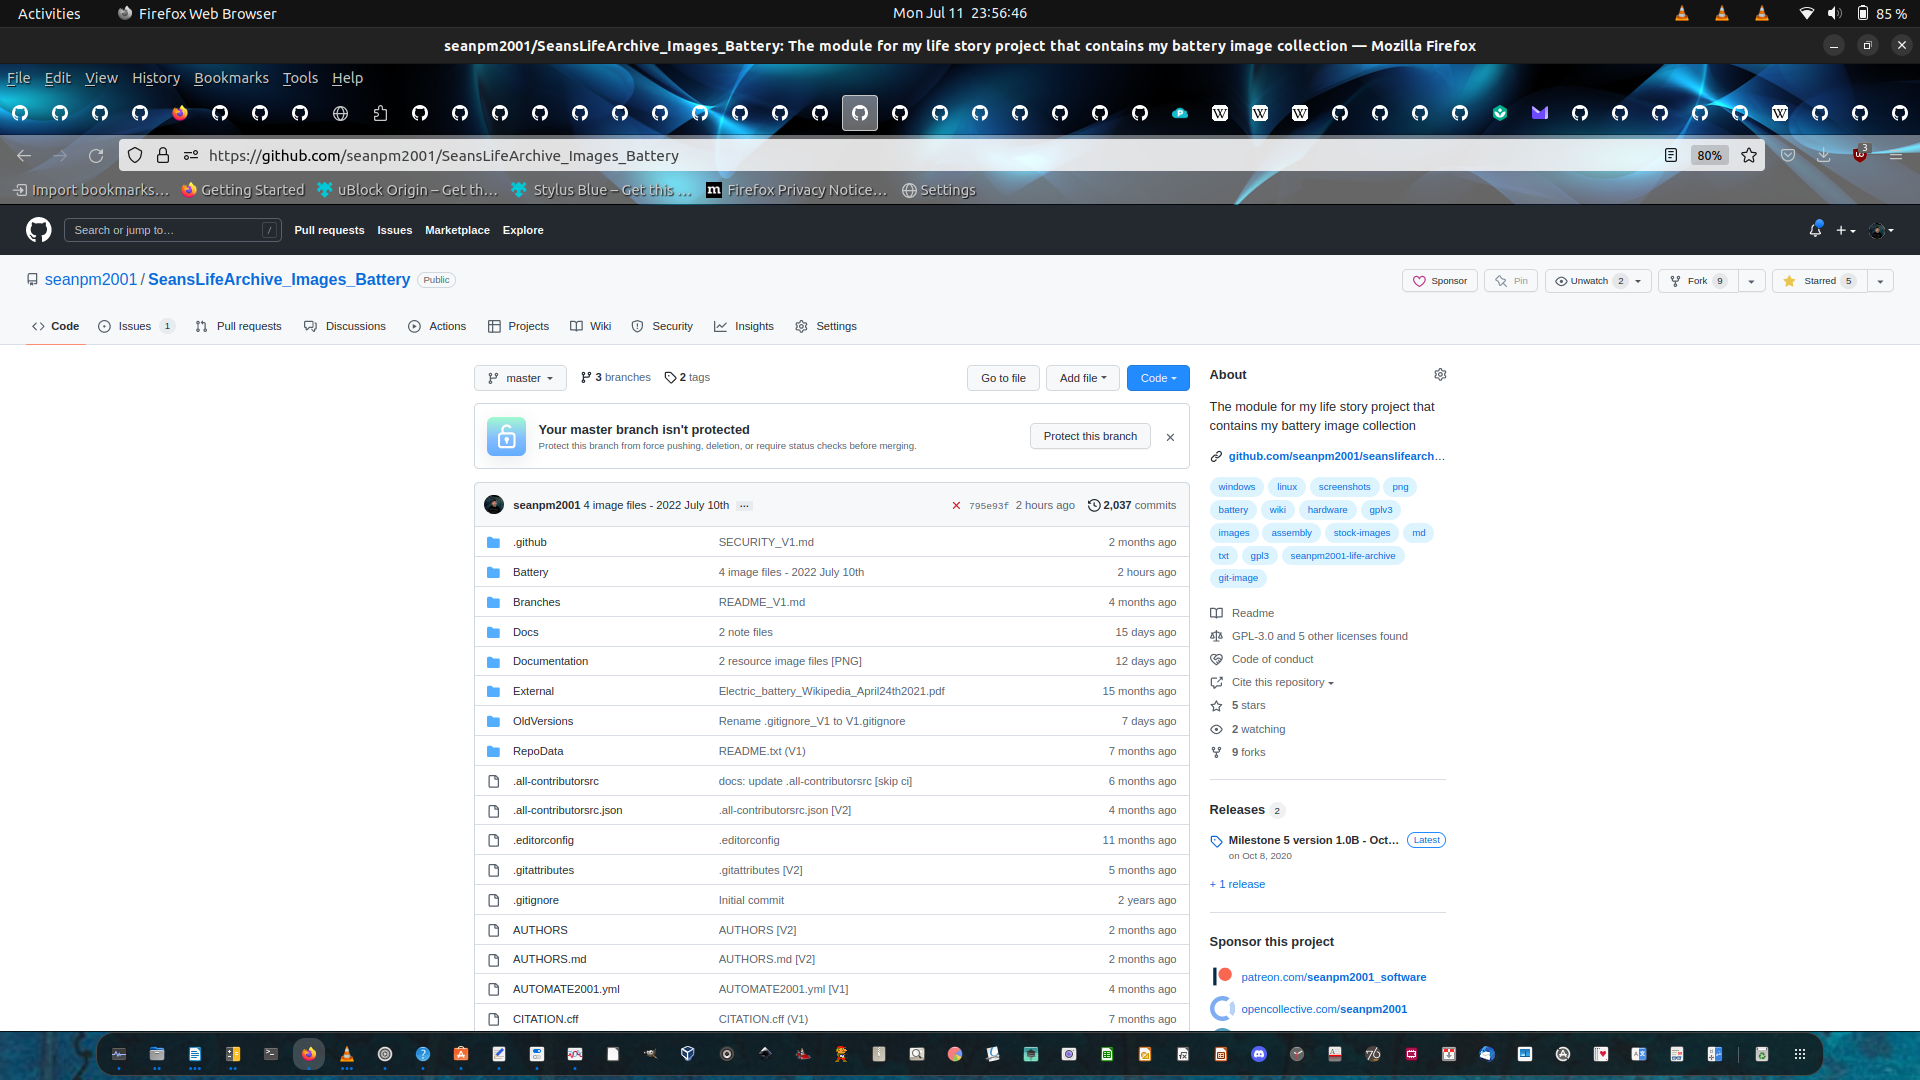 Activities
Firefox Web Browser
Mon Jul 11 23:56:46
85 %
seanpm2001/SeansLifeArchive_Images_Battery: The module for my life story project that contains my battery image collection — Mozilla Firefox
File Edit View History Bookmarks Tools Help
https://github.com/seanpm2001/SeansLifeArchive_Images_Battery
80%
3
Import bookmarks…
Getting Started
uBlock Origin – Get th…
Stylus Blue – Get this …
Firefox Privacy Notice…
Settings
Search or jump to…
/
Pull requests
Issues
Marketplace
Explore
seanpm2001 / SeansLifeArchive_Images_Battery
Public
Sponsor
Pin
Unwatch 2
Fork 9
Starred 5
Code
Issues 1
Pull requests
Discussions
Actions
Projects
Wiki
Security
Insights
Settings
master
3 branches
2 tags
Go to file
Add file
Code
Your master branch isn't protected
Protect this branch from force pushing, deletion, or require status checks before merging.
Protect this branch
seanpm2001 4 image files - 2022 July 10th …
795e93f 2 hours ago
2,037 commits
.github SECURITY_V1.md 2 months ago
Battery 4 image files - 2022 July 10th 2 hours ago
Branches README_V1.md 4 months ago
Docs 2 note files 15 days ago
Documentation 2 resource image files [PNG] 12 days ago
External Electric_battery_Wikipedia_April24th2021.pdf 15 months ago
OldVersions Rename .gitignore_V1 to V1.gitignore 7 days ago
RepoData README.txt (V1) 7 months ago
.all-contributorsrc docs: update .all-contributorsrc [skip ci] 6 months ago
.all-contributorsrc.json .all-contributorsrc.json [V2] 4 months ago
.editorconfig .editorconfig 11 months ago
.gitattributes .gitattributes [V2] 5 months ago
.gitignore Initial commit 2 years ago
AUTHORS AUTHORS [V2] 2 months ago
AUTHORS.md AUTHORS.md [V2] 2 months ago
AUTOMATE2001.yml AUTOMATE2001.yml [V1] 4 months ago
CITATION.cff CITATION.cff (V1) 7 months ago
About
The module for my life story project that
contains my battery image collection
github.com/seanpm2001/seanslifearch…
windows linux screenshots png
battery wiki hardware gplv3
images assembly stock-images md
txt gpl3 seanpm2001-life-archive
git-image
Readme
GPL-3.0 and 5 other licenses found
Code of conduct
Cite this repository
5 stars
2 watching
9 forks
Releases 2
Milestone 5 version 1.0B - Oct… Latest
on Oct 8, 2020
+ 1 release
Sponsor this project
patreon.com/seanpm2001_software
opencollective.com/seanpm2001